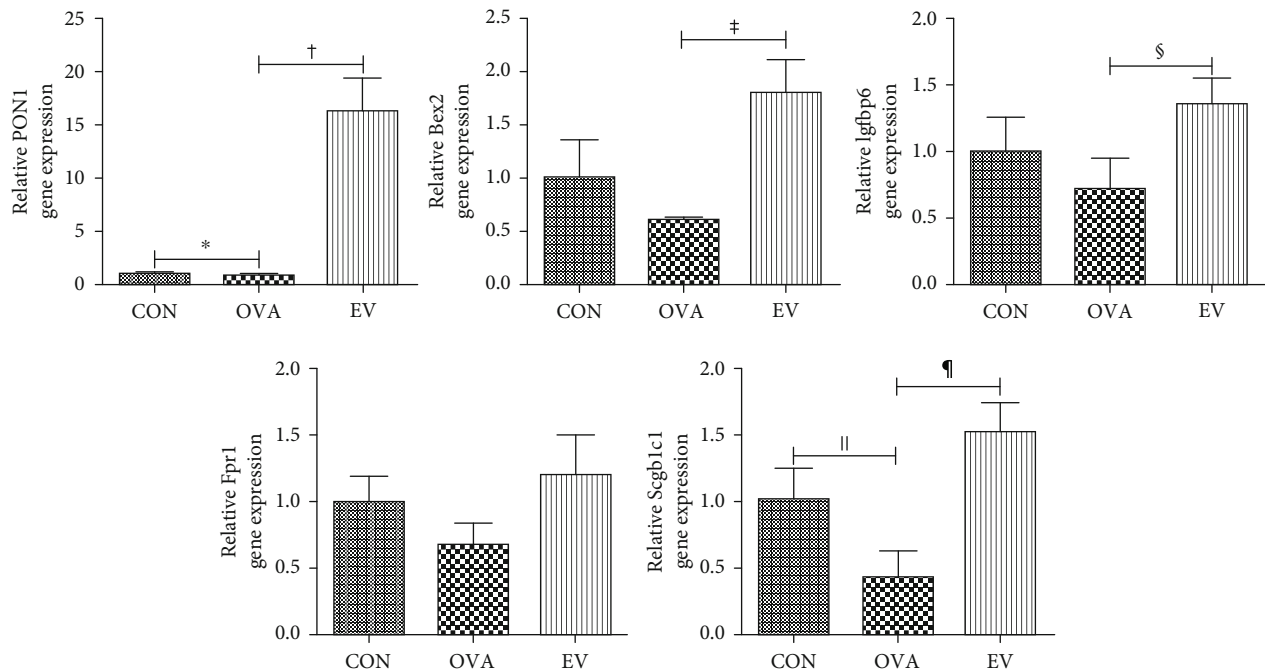 Relative PON1
gene expression
25
20
15
10
5
0
*
†
CON OVA EV
Relative Bex2
gene expression
2.5
2.0
1.5
1.0
0.5
0.0
‡
CON OVA EV
Relative Igfbp6
gene expression
2.0
1.5
1.0
0.5
0.0
§
CON OVA EV
Relative Fpr1
gene expression
2.0
1.5
1.0
0.5
0.0
CON OVA EV
Relative Scgb1c1
gene expression
2.0
1.5
1.0
0.5
0.0
||
¶
CON OVA EV